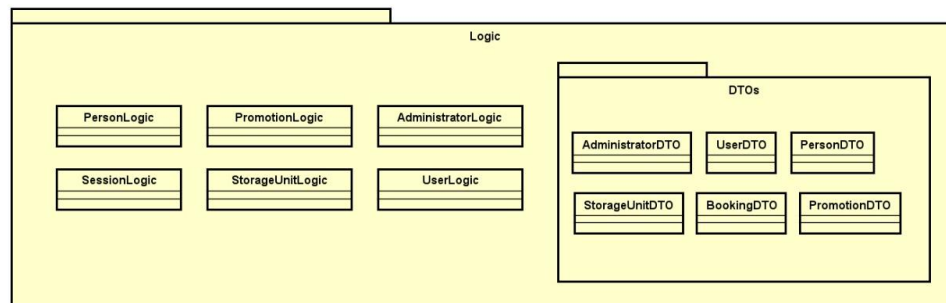 Logic
DTOs
PersonLogic
PromotionLogic
AdministratorLogic
SessionLogic
StorageUnitLogic
UserLogic
AdministratorDTO
UserDTO
PersonDTO
StorageUnitDTO
BookingDTO
PromotionDTO